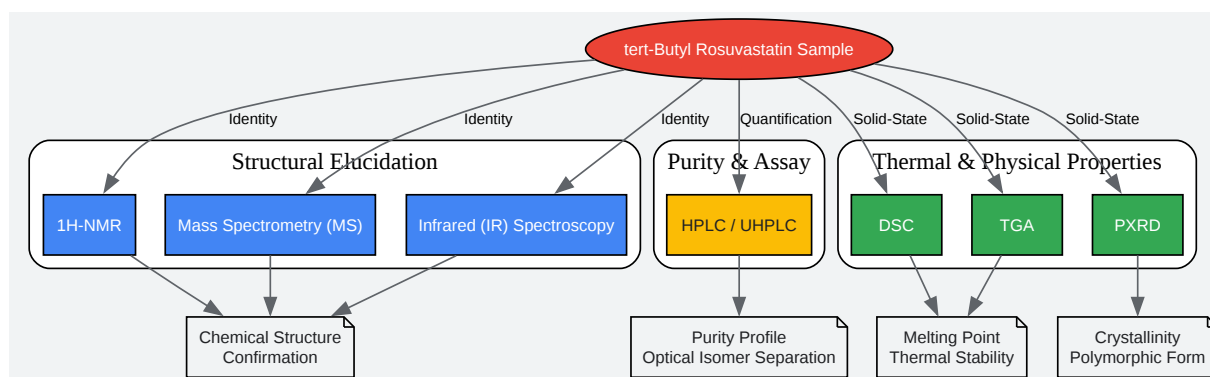 tert-Butyl Rosuvastatin Sample
Identity
Identity
Identity
Quantification
Solid-State
Solid-State
Solid-State
Structural Elucidation
Purity & Assay
Thermal & Physical Properties
1H-NMR
Mass Spectrometry (MS)
Infrared (IR) Spectroscopy
HPLC / UHPLC
DSC
TGA
PXRD
Chemical Structure
Confirmation
Purity Profile
Optical Isomer Separation
Melting Point
Thermal Stability
Crystallinity
Polymorphic Form